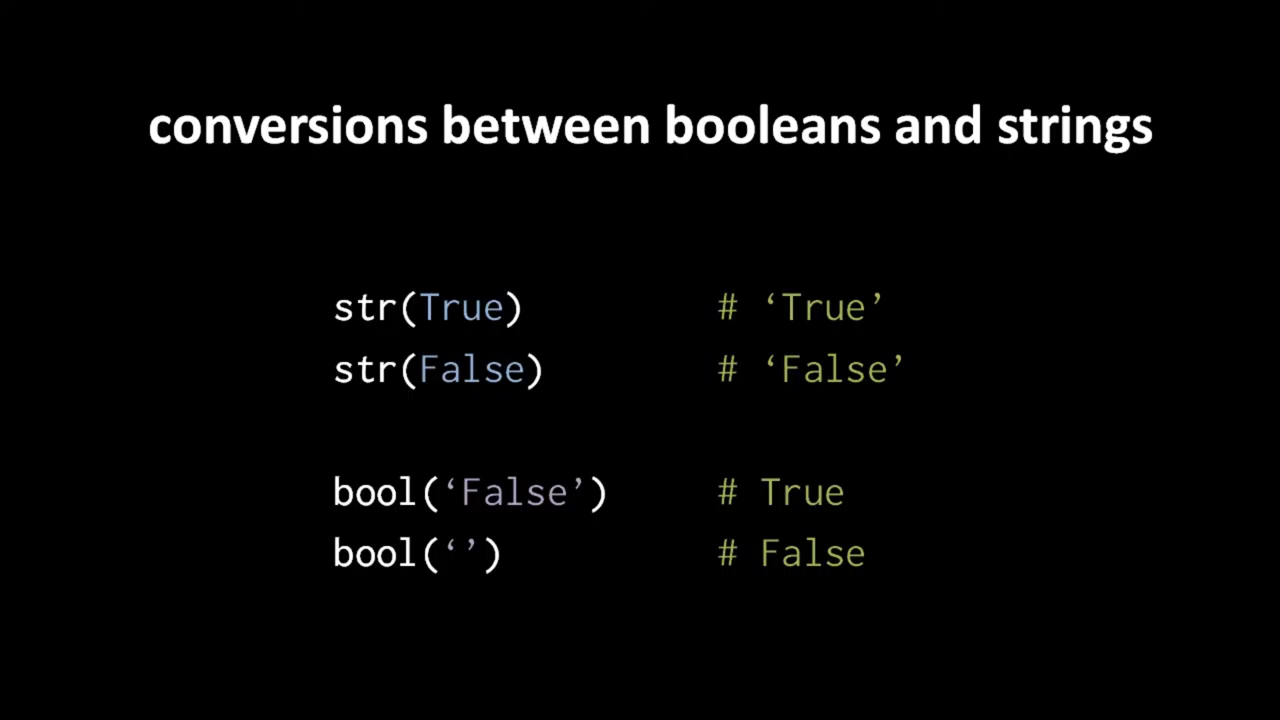 conversions between booleans and strings
str(True) # ‘True’
str(False) # ‘False’
bool(‘False’) # True
bool(‘’) # False